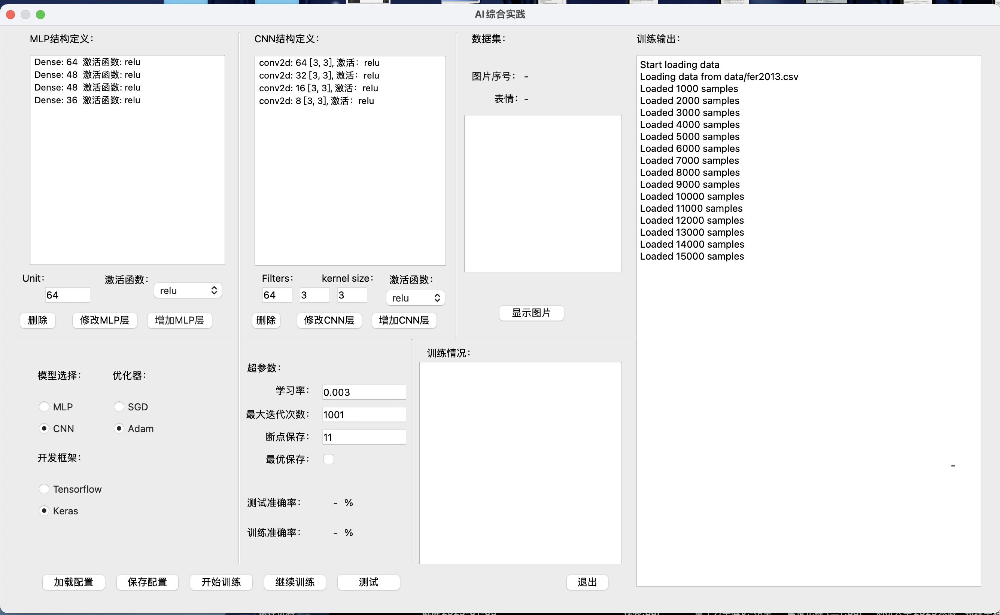 AI综合实践
MLP结构定义：
Dense: 64 激活函数: relu
Dense: 48 激活函数: relu
Dense: 48 激活函数: relu
Dense: 36 激活函数: relu
Unit：
激活函数：
64
relu
删除
修改MLP层
增加MLP层
CNN结构定义：
conv2d: 64 [3, 3], 激活：relu
conv2d: 32 [3, 3], 激活：relu
conv2d: 16 [3, 3], 激活：relu
conv2d: 8 [3, 3], 激活：relu
Filters：
kernel size：
激活函数：
64
3
3
relu
删除
修改CNN层
增加CNN层
数据集：
图片序号： -
表情： -
显示图片
训练输出：
Start loading data
Loading data from data/fer2013.csv
Loaded 1000 samples
Loaded 2000 samples
Loaded 3000 samples
Loaded 4000 samples
Loaded 5000 samples
Loaded 6000 samples
Loaded 7000 samples
Loaded 8000 samples
Loaded 9000 samples
Loaded 10000 samples
Loaded 11000 samples
Loaded 12000 samples
Loaded 13000 samples
Loaded 14000 samples
Loaded 15000 samples
-
模型选择：
MLP
CNN
优化器：
SGD
Adam
开发框架：
Tensorflow
Keras
超参数：
学习率： 0.003
最大迭代次数： 1001
断点保存： 11
最优保存：
测试准确率： - %
训练准确率： - %
训练情况：
加载配置
保存配置
开始训练
继续训练
测试
退出